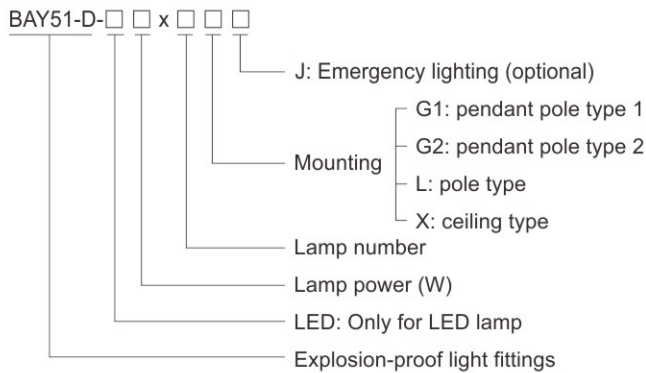 BAY51-D-□ □ x □ □ □
J: Emergency lighting (optional)
G1: pendant pole type 1
G2: pendant pole type 2
Mounting
L: pole type
X: ceiling type
Lamp number
Lamp power (W)
LED: Only for LED lamp
Explosion-proof light fittings